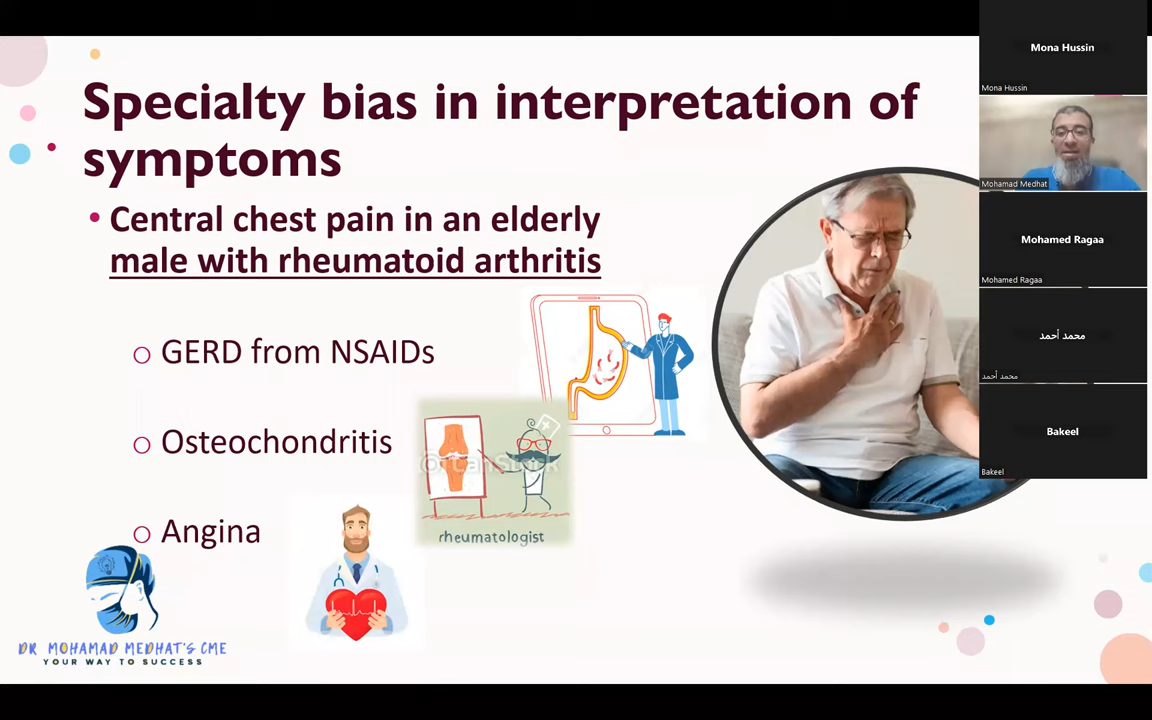 Specialty bias in interpretation of
symptoms
• Central chest pain in an elderly
male with rheumatoid arthritis
o GERD from NSAIDs
o Osteochondritis
o Angina
rheumatologist
DR MOHAMAD MEDHAT'S CME
YOUR WAY TO SUCCESS
Mona Hussin
Mona Hussin
Mohamad Medhat
Mohamed Ragaa
Mohamed Ragaa
محمد أحمد
محمد أحمد
Bakeel
Bakeel